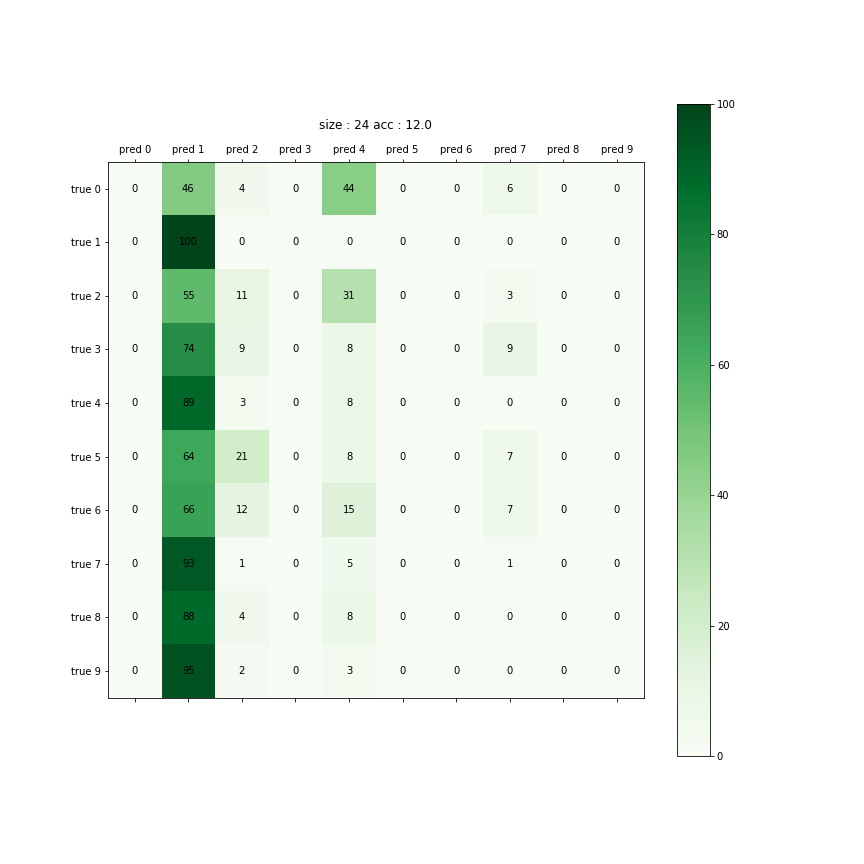 size : 24 acc : 12.0
pred 0 pred 1 pred 2 pred 3 pred 4 pred 5 pred 6 pred 7 pred 8 pred 9
true 0 0 46 4 0 44 0 0 6 0 0
true 1 0 100 0 0 0 0 0 0 0 0
true 2 0 55 11 0 31 0 0 3 0 0
true 3 0 74 9 0 8 0 0 9 0 0
true 4 0 89 3 0 8 0 0 0 0 0
true 5 0 64 21 0 8 0 0 7 0 0
true 6 0 66 12 0 15 0 0 7 0 0
true 7 0 93 1 0 5 0 0 1 0 0
true 8 0 88 4 0 8 0 0 0 0 0
true 9 0 95 2 0 3 0 0 0 0 0
100
80
60
40
20
0